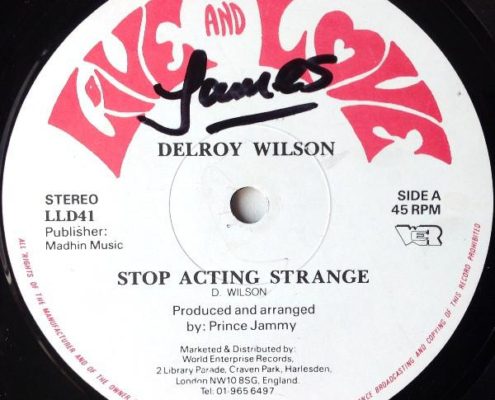 LIVE AND LOVE
James
DELROY WILSON
STEREO
LLD41
Publisher:
Madhin Music
SIDE A
45 RPM
WER
STOP ACTING STRANGE
D. WILSON
Produced and arranged
by: Prince Jammy
Marketed & Distributed by:
World Enterprise Records,
2 Library Parade, Craven Park, Harlesden,
London NW10 8SG, England.
Tel: 01-965 6497
ALL RIGHTS OF THE MANUFACTURER AND OF THE OWNER
BROADCASTING AND COPYING OF THIS RECORD PROHIBITED